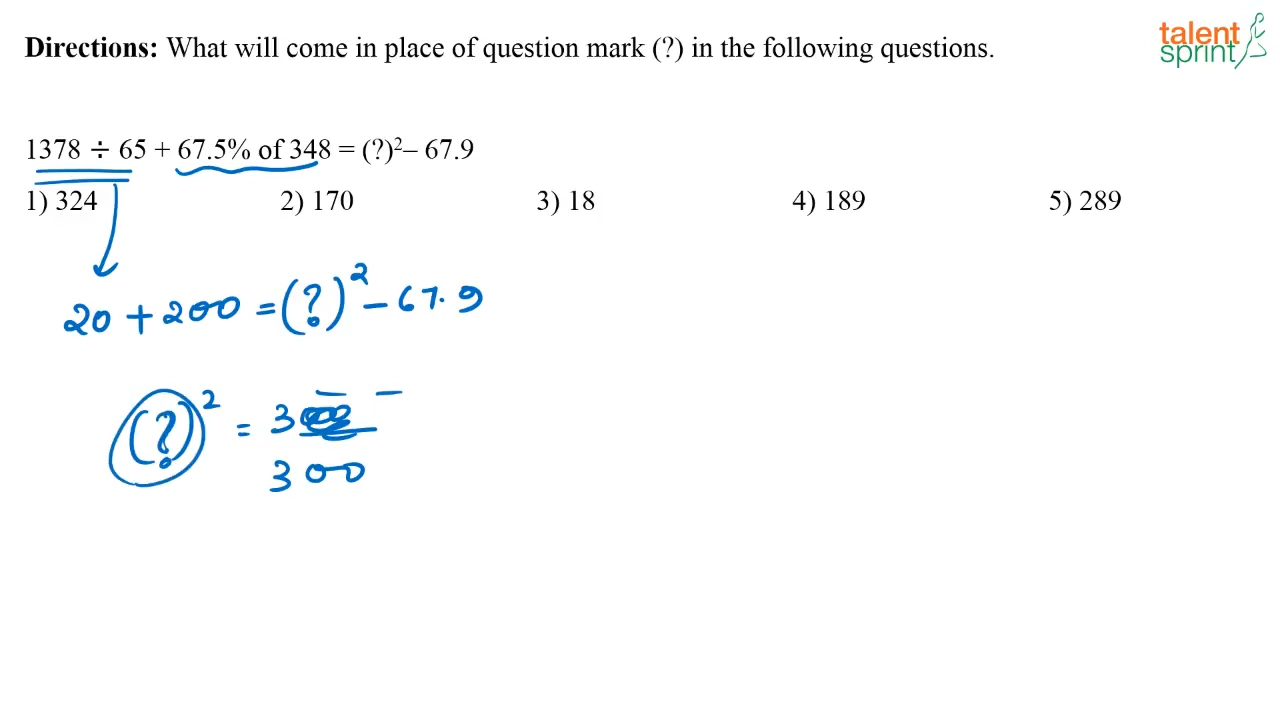 Directions: What will come in place of question mark (?) in the following questions.
talent
sprint
1378 ÷ 65 + 67.5% of 348 = (?)²– 67.9
1) 324 2) 170 3) 18 4) 189 5) 289
20 + 200 = (?)² – 67.9
(?)² = 3
300